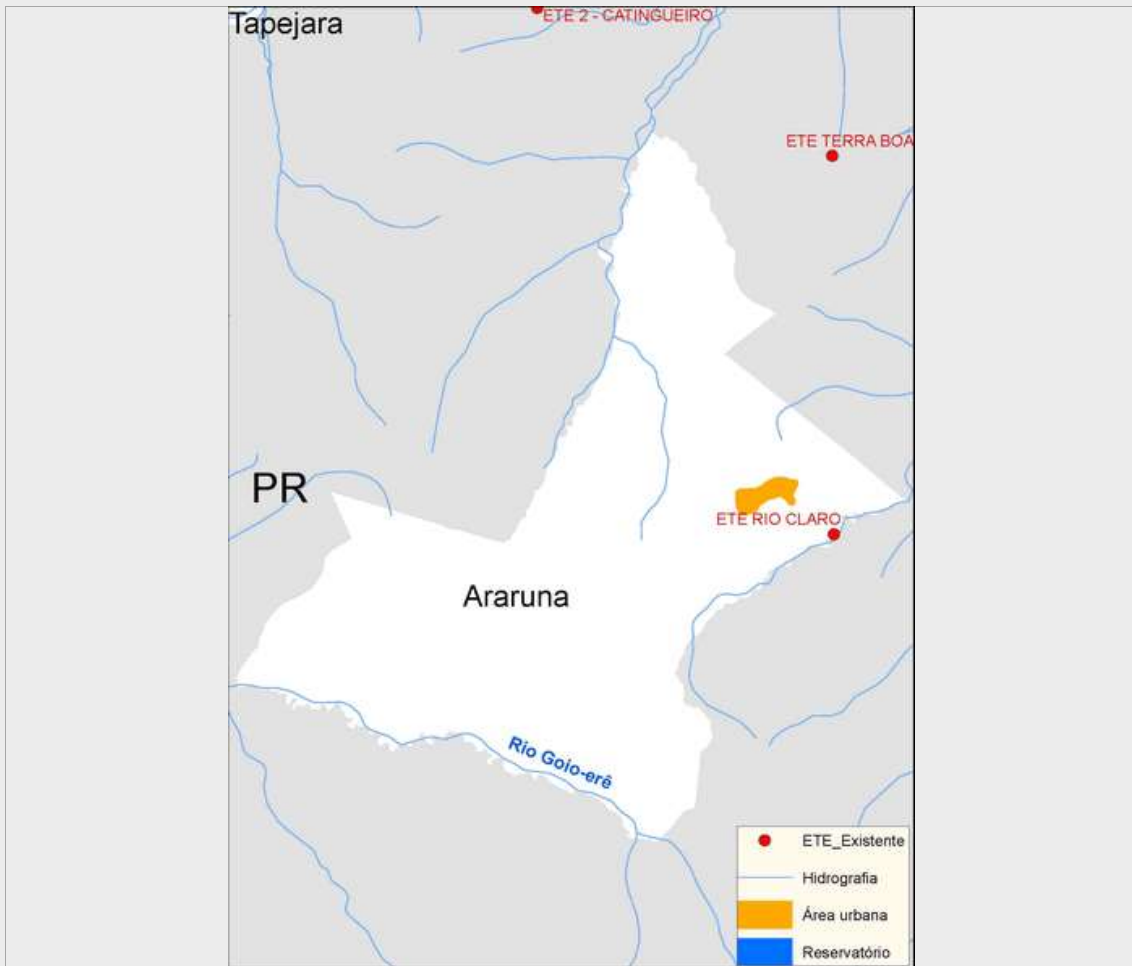 ETE 2 - CATINGUEIRO
Tapejara
ETE TERRA BOA
PR
ETE RIO CLARO
Araruna
Rio Goio-erê
ETE_Existente
Hidrografia
Área urbana
Reservatório